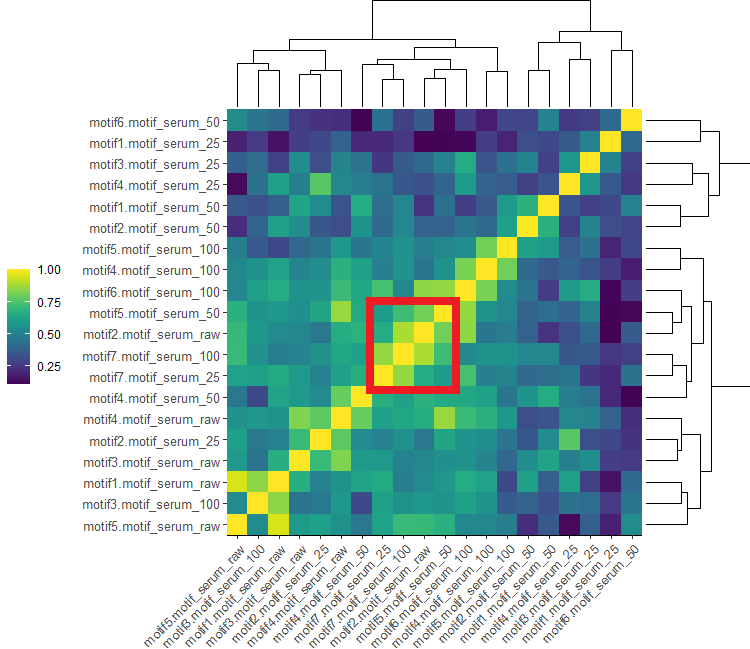 motif6.motif_serum_50
motif1.motif_serum_25
motif3.motif_serum_25
motif4.motif_serum_25
motif1.motif_serum_50
motif2.motif_serum_50
motif5.motif_serum_100
motif4.motif_serum_100
motif6.motif_serum_100
motif5.motif_serum_50
motif2.motif_serum_raw
motif7.motif_serum_100
motif7.motif_serum_25
motif4.motif_serum_50
motif4.motif_serum_raw
motif2.motif_serum_25
motif3.motif_serum_raw
motif1.motif_serum_raw
motif3.motif_serum_100
motif5.motif_serum_raw
1.00
0.75
0.50
0.25
motif5.motif_serum_raw
motif3.motif_serum_100
motif1.motif_serum_raw
motif3.motif_serum_raw
motif2.motif_serum_25
motif4.motif_serum_raw
motif4.motif_serum_50
motif7.motif_serum_25
motif7.motif_serum_100
motif2.motif_serum_raw
motif5.motif_serum_50
motif6.motif_serum_100
motif4.motif_serum_100
motif5.motif_serum_100
motif2.motif_serum_50
motif1.motif_serum_50
motif4.motif_serum_25
motif3.motif_serum_25
motif1.motif_serum_25
motif6.motif_serum_50